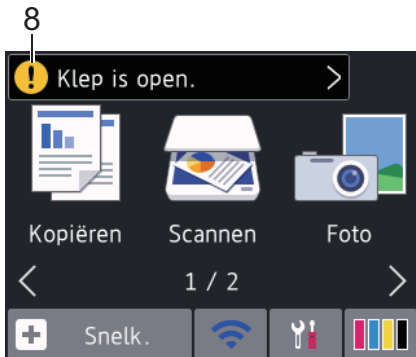 8
Klep is open.
Kopiëren Scannen Foto
1 / 2
Snelk.